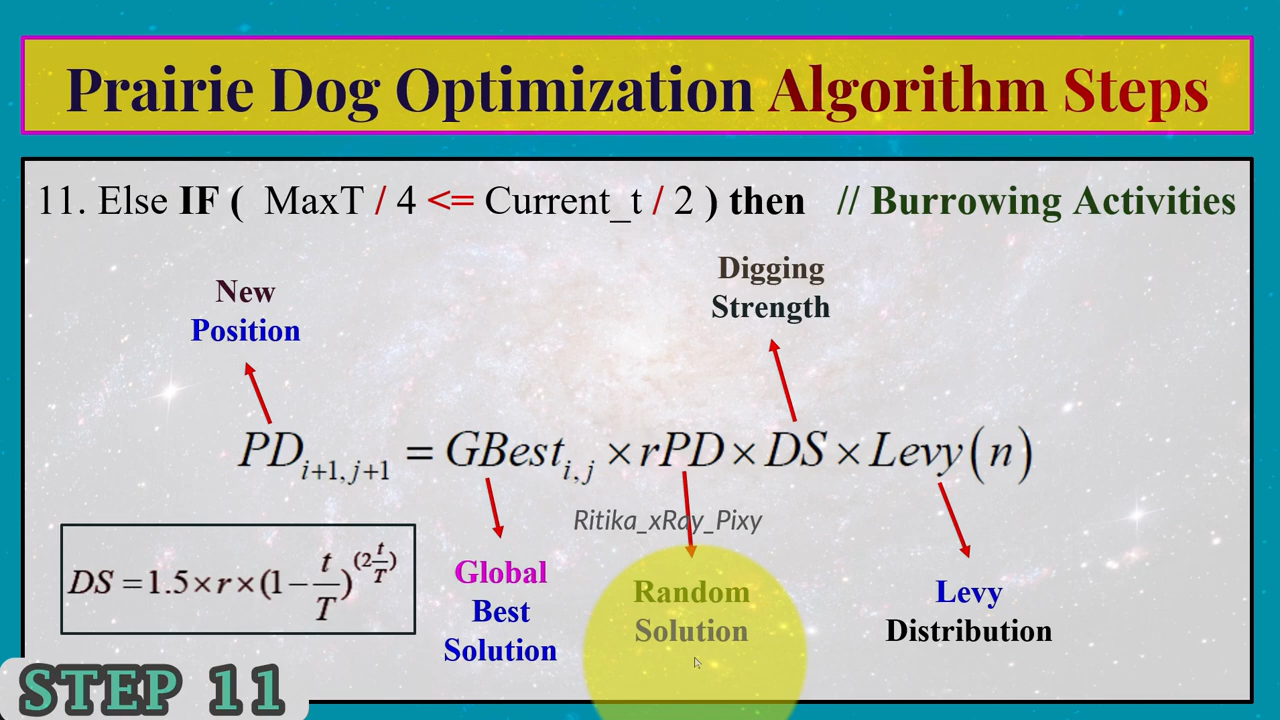 Prairie Dog Optimization Algorithm Steps
11. Else IF ( MaxT / 4 <= Current_t / 2 ) then // Burrowing Activities
New
Position
Digging
Strength
PD_{i+1,j+1} = GBest_{i,j} × rPD × DS × Levy(n)
Ritika_xRay_Pixy
DS = 1.5 × r × (1 − t/T)^{(2 t/T)}
Global
Best
Solution
Random
Solution
Levy
Distribution
STEP 11